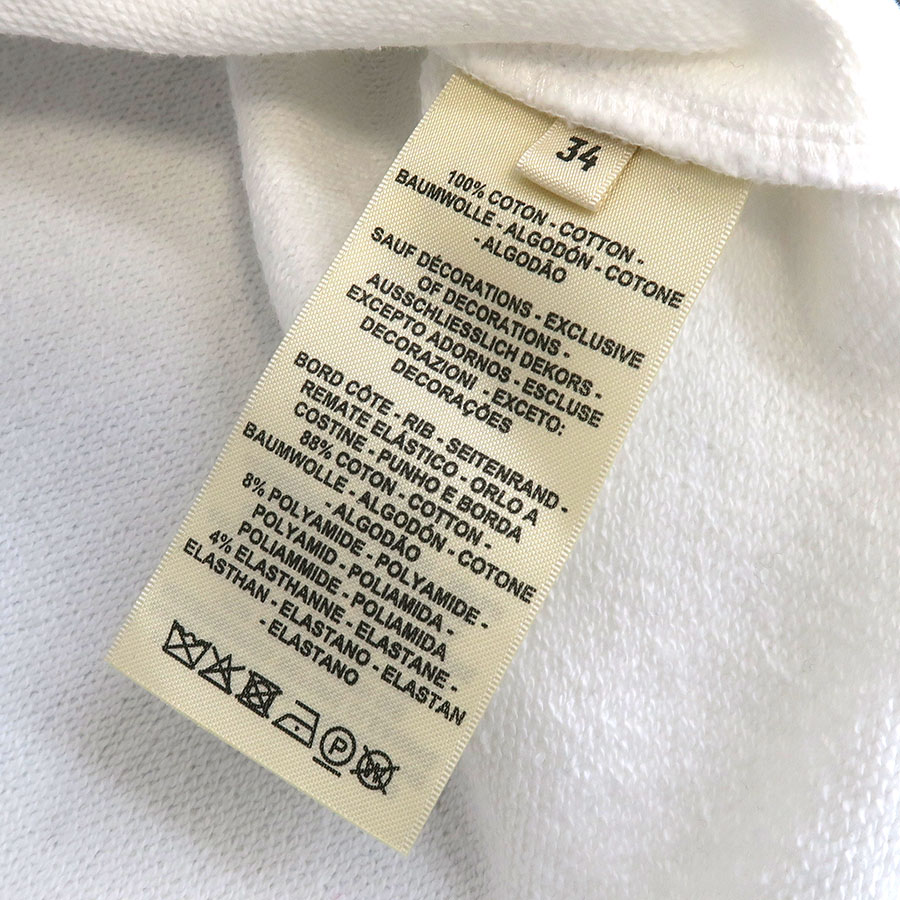 34
100% COTON - COTTON -
BAUMWOLLE - ALGODÓN - COTONE
- ALGODÃO
SAUF DÉCORATIONS - EXCLUSIVE
OF DECORATIONS -
AUSSCHLIESSLICH DEKORS -
EXCEPTO ADORNOS - ESCLUSE
DECORAZIONI - EXCETO:
DECORAÇÕES
BORD CÔTE - RIB - SEITENRAND -
REMATE ELÁSTICO - ORLO A
COSTINE - PUNHO E BORDA
88% COTON - COTTON -
BAUMWOLLE - ALGODÓN - COTONE
- ALGODÃO
8% POLYAMIDE - POLYAMIDE -
POLYAMID - POLIAMIDA -
POLIAMMIDE - POLIAMIDA
4% ELASTHANNE - ELASTANE -
ELASTHAN - ELASTANO - ELASTAN
- ELASTANO
P